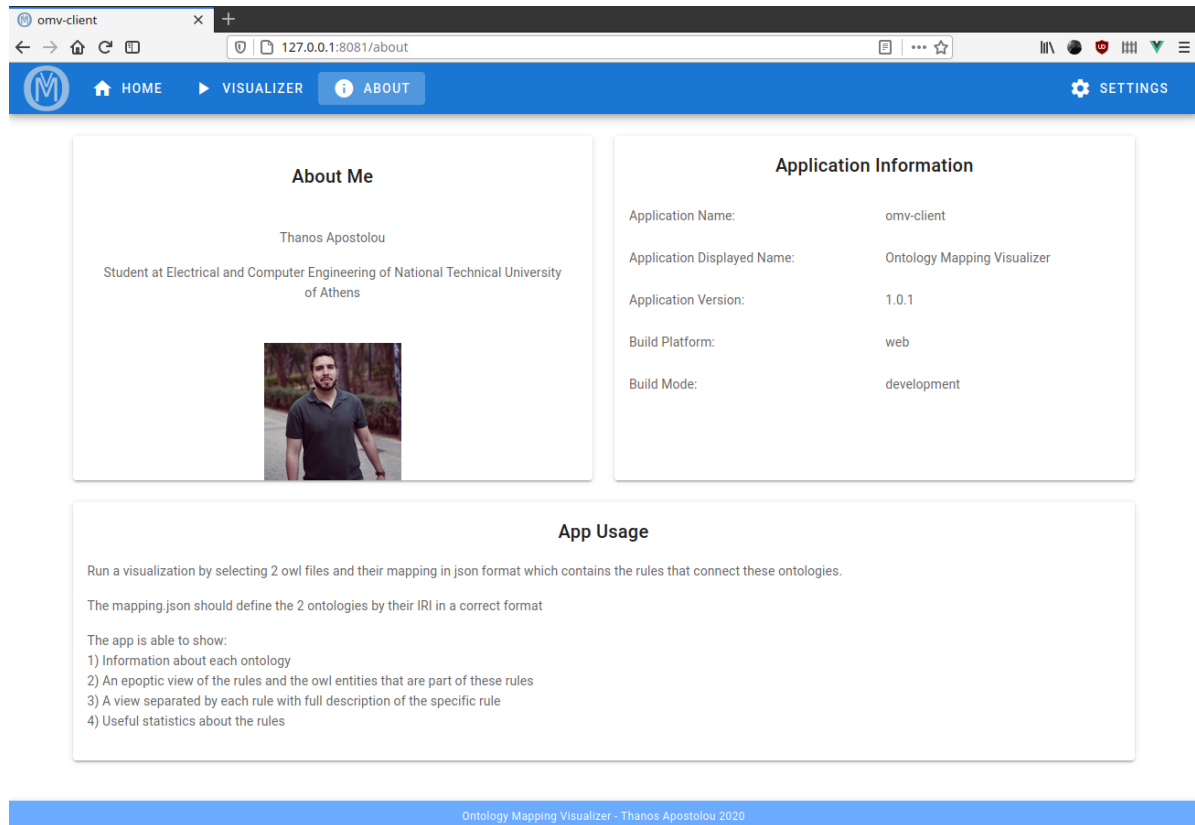 omv-client
127.0.0.1:8081/about
HOME
VISUALIZER
ABOUT
SETTINGS
About Me
Thanos Apostolou
Student at Electrical and Computer Engineering of National Technical University
of Athens
Application Information
Application Name: omv-client
Application Displayed Name: Ontology Mapping Visualizer
Application Version: 1.0.1
Build Platform: web
Build Mode: development
App Usage
Run a visualization by selecting 2 owl files and their mapping in json format which contains the rules that connect these ontologies.
The mapping.json should define the 2 ontologies by their IRI in a correct format
The app is able to show:
1) Information about each ontology
2) An epoptic view of the rules and the owl entities that are part of these rules
3) A view separated by each rule with full description of the specific rule
4) Useful statistics about the rules
Ontology Mapping Visualizer - Thanos Apostolou 2020